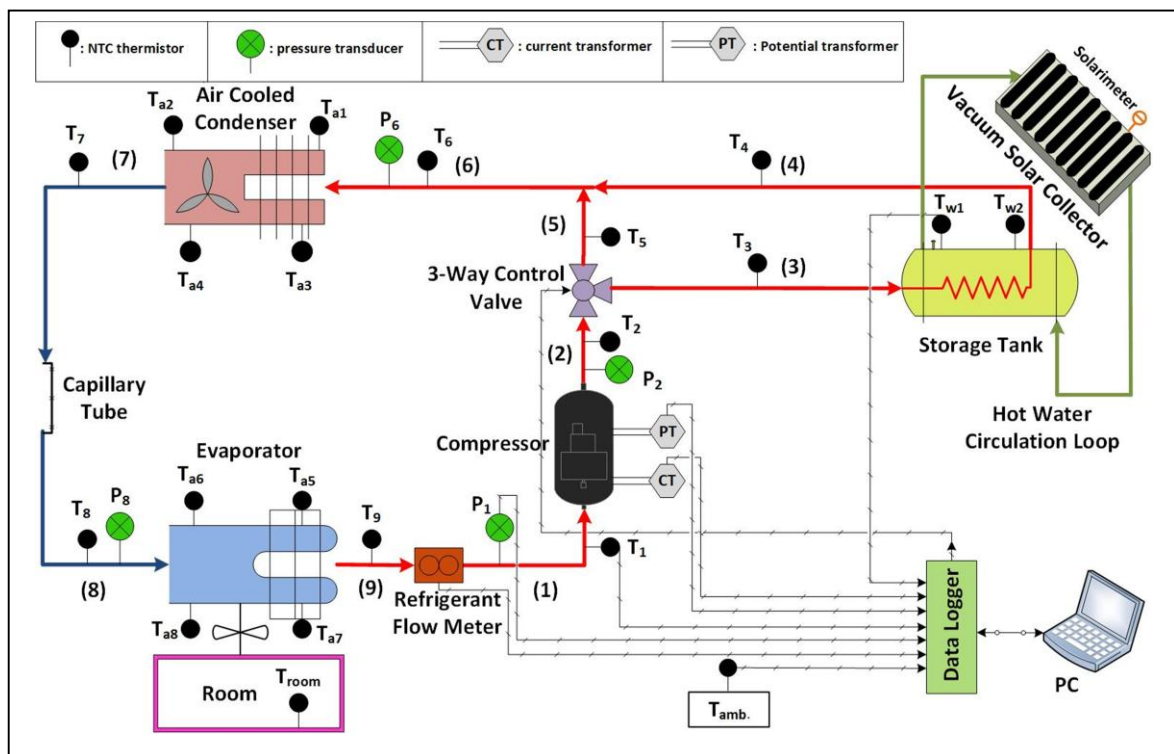 : NTC thermistor
: pressure transducer
CT
: current transformer
PT
: Potential transformer
Solarimeter
Vacuum Solar Collector
Air Cooled
Condenser
Ta2
Ta1
T7
(7)
P6
T6
(6)
T4
(4)
Tw1
Tw2
(5)
T5
T3
(3)
Ta4
Ta3
3-Way Control
Valve
T2
(2)
P2
Storage Tank
Capillary
Tube
Hot Water
Circulation Loop
Compressor
PT
CT
Evaporator
Ta6
Ta5
T8
P8
T9
P1
T1
(8)
(9)
(1)
Refrigerant
Flow Meter
Ta8
Ta7
Data Logger
PC
Room
Troom
Tamb.